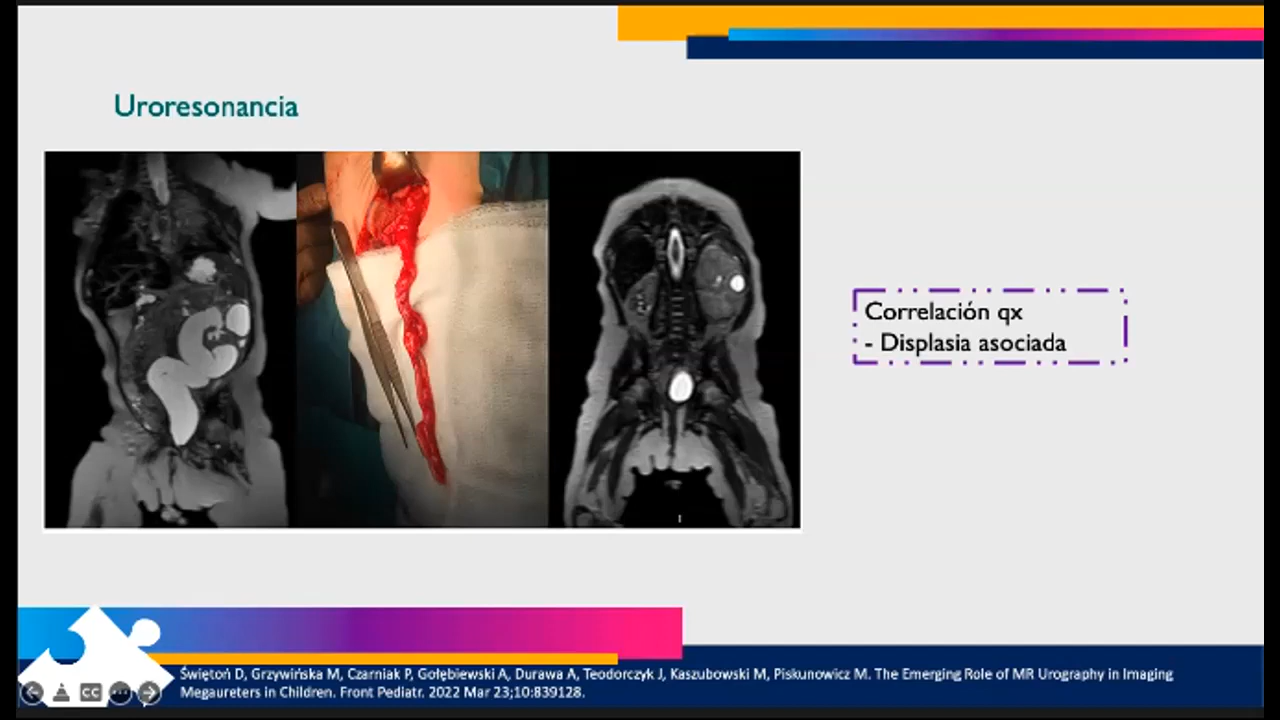 Uroresonancia
Correlación qx
- Displasia asociada
Świętoń D, Grzywińska M, Czarniak P, Gołębiewski A, Durawa A, Teodorczyk J, Kaszubowski M, Piskunowicz M. The Emerging Role of MR Urography in Imaging
Megaureters in Children. Front Pediatr. 2022 Mar 23;10:839128.
CC